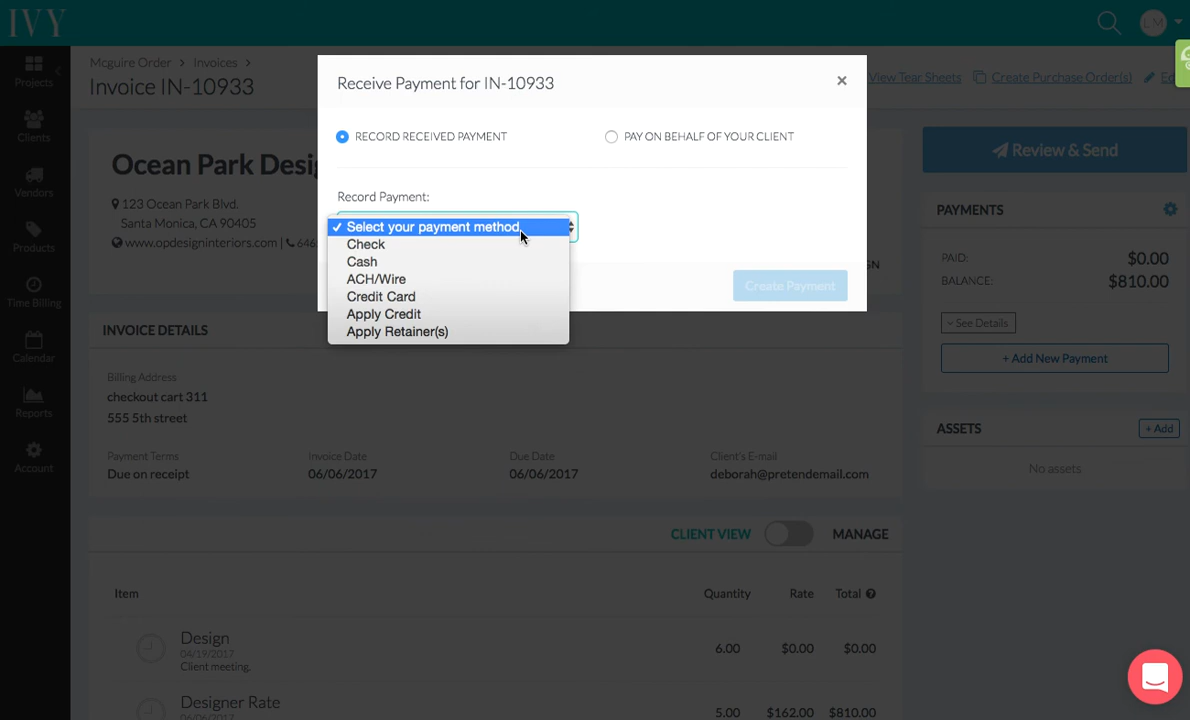 IVY
LM
Projects
Clients
Vendors
Products
Time Billing
Calendar
Reports
Account
Mcguire Order > Invoices >
Invoice IN-10933
View Tear Sheets
Create Purchase Order(s)
Ed
Receive Payment for IN-10933
×
RECORD RECEIVED PAYMENT
PAY ON BEHALF OF YOUR CLIENT
Record Payment:
✓ Select your payment method
Check
Cash
ACH/Wire
Credit Card
Apply Credit
Apply Retainer(s)
Create Payment
Ocean Park Desi
123 Ocean Park Blvd.
Santa Monica, CA 90405
www.opdesigninteriors.com | 646
GN
Review & Send
PAYMENTS
PAID: $0.00
BALANCE: $810.00
See Details
+ Add New Payment
ASSETS
+ Add
No assets
INVOICE DETAILS
Billing Address
checkout cart 311
555 5th street
Payment Terms Invoice Date Due Date Client's E-mail
Due on receipt 06/06/2017 06/06/2017 deborah@pretendemail.com
CLIENT VIEW MANAGE
Item Quantity Rate Total
Design 6.00 $0.00 $0.00
04/19/2017
Client meeting.
Designer Rate 5.00 $162.00 $810.00
06/06/2017